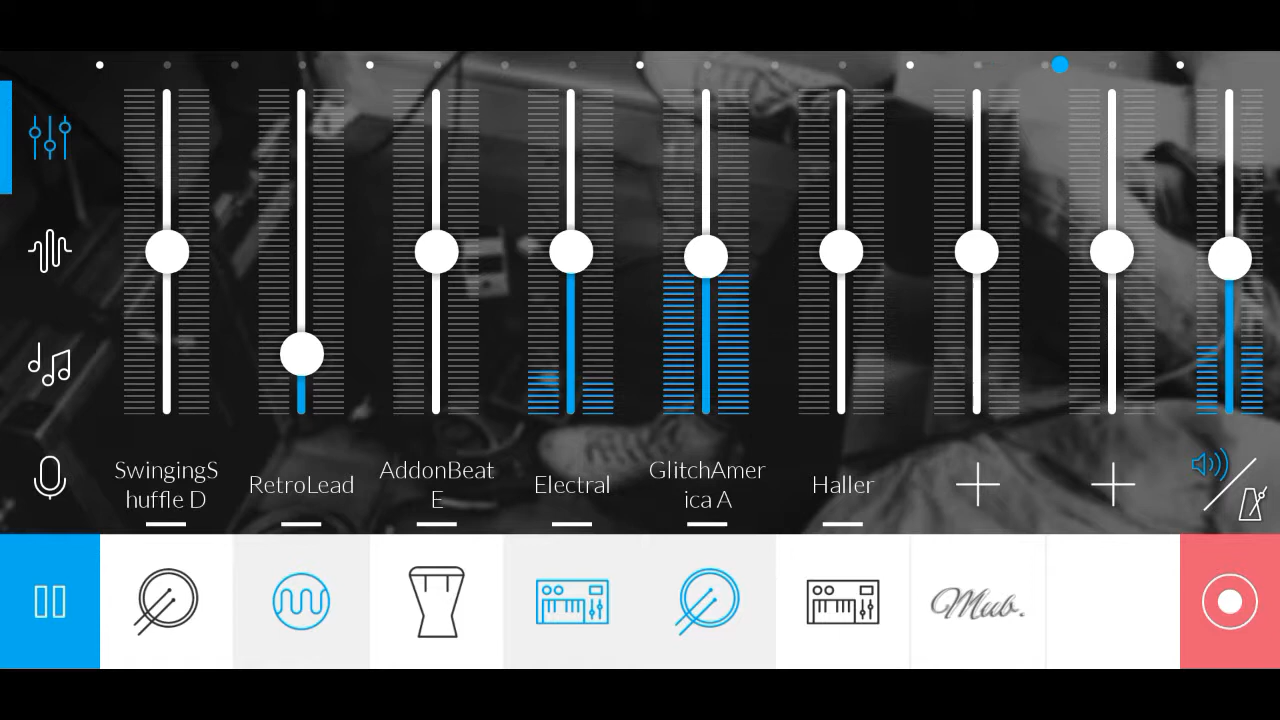 SwingingS
huffle D
RetroLead
AddonBeat
E
Electral
GlitchAmer
ica A
Haller
Mub.